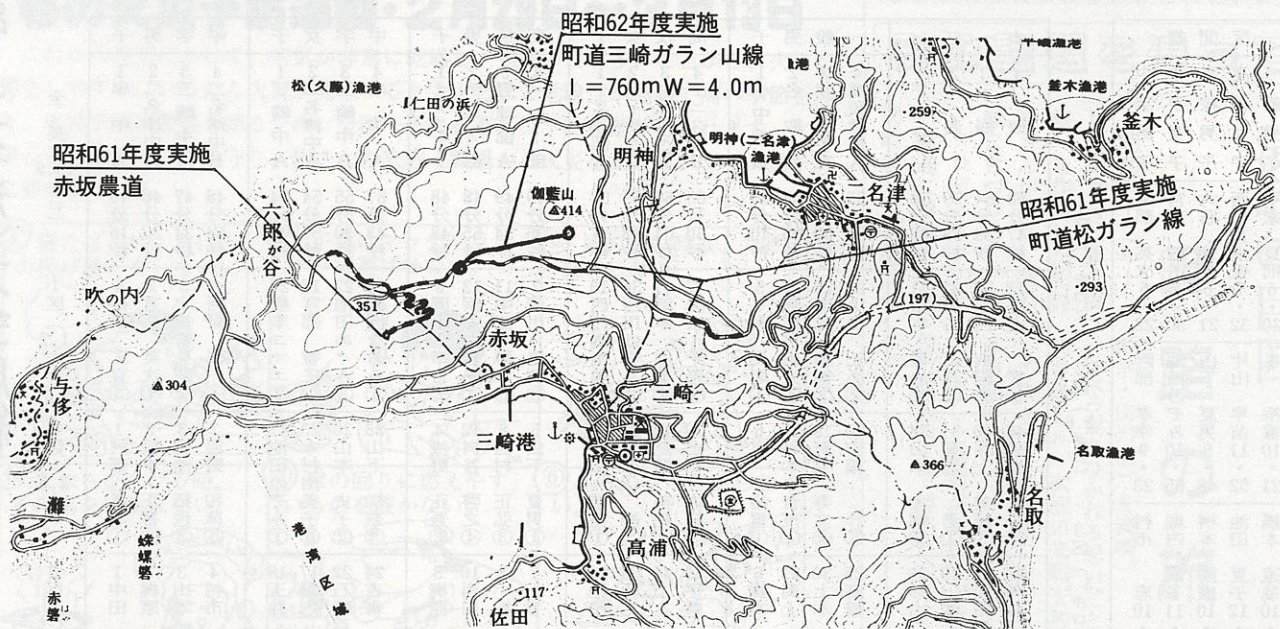 昭和62年度実施
町道三崎ガラン山線
l=760mW=4.0m
昭和61年度実施
赤坂農道
昭和61年度実施
町道松ガラン線
松(久藤)漁港
仁田の浜
明神
明神(二名津)
漁港
二名津
・259
釜木漁港
釜木
伽藍山
414
六郎が谷
351
吹の内
304
与侈
赤坂
三崎
三崎港
(197)
・293
366
名取漁港
名取
灘
蠑螺碆
赤碆
港湾区域
高浦
・117
佐田